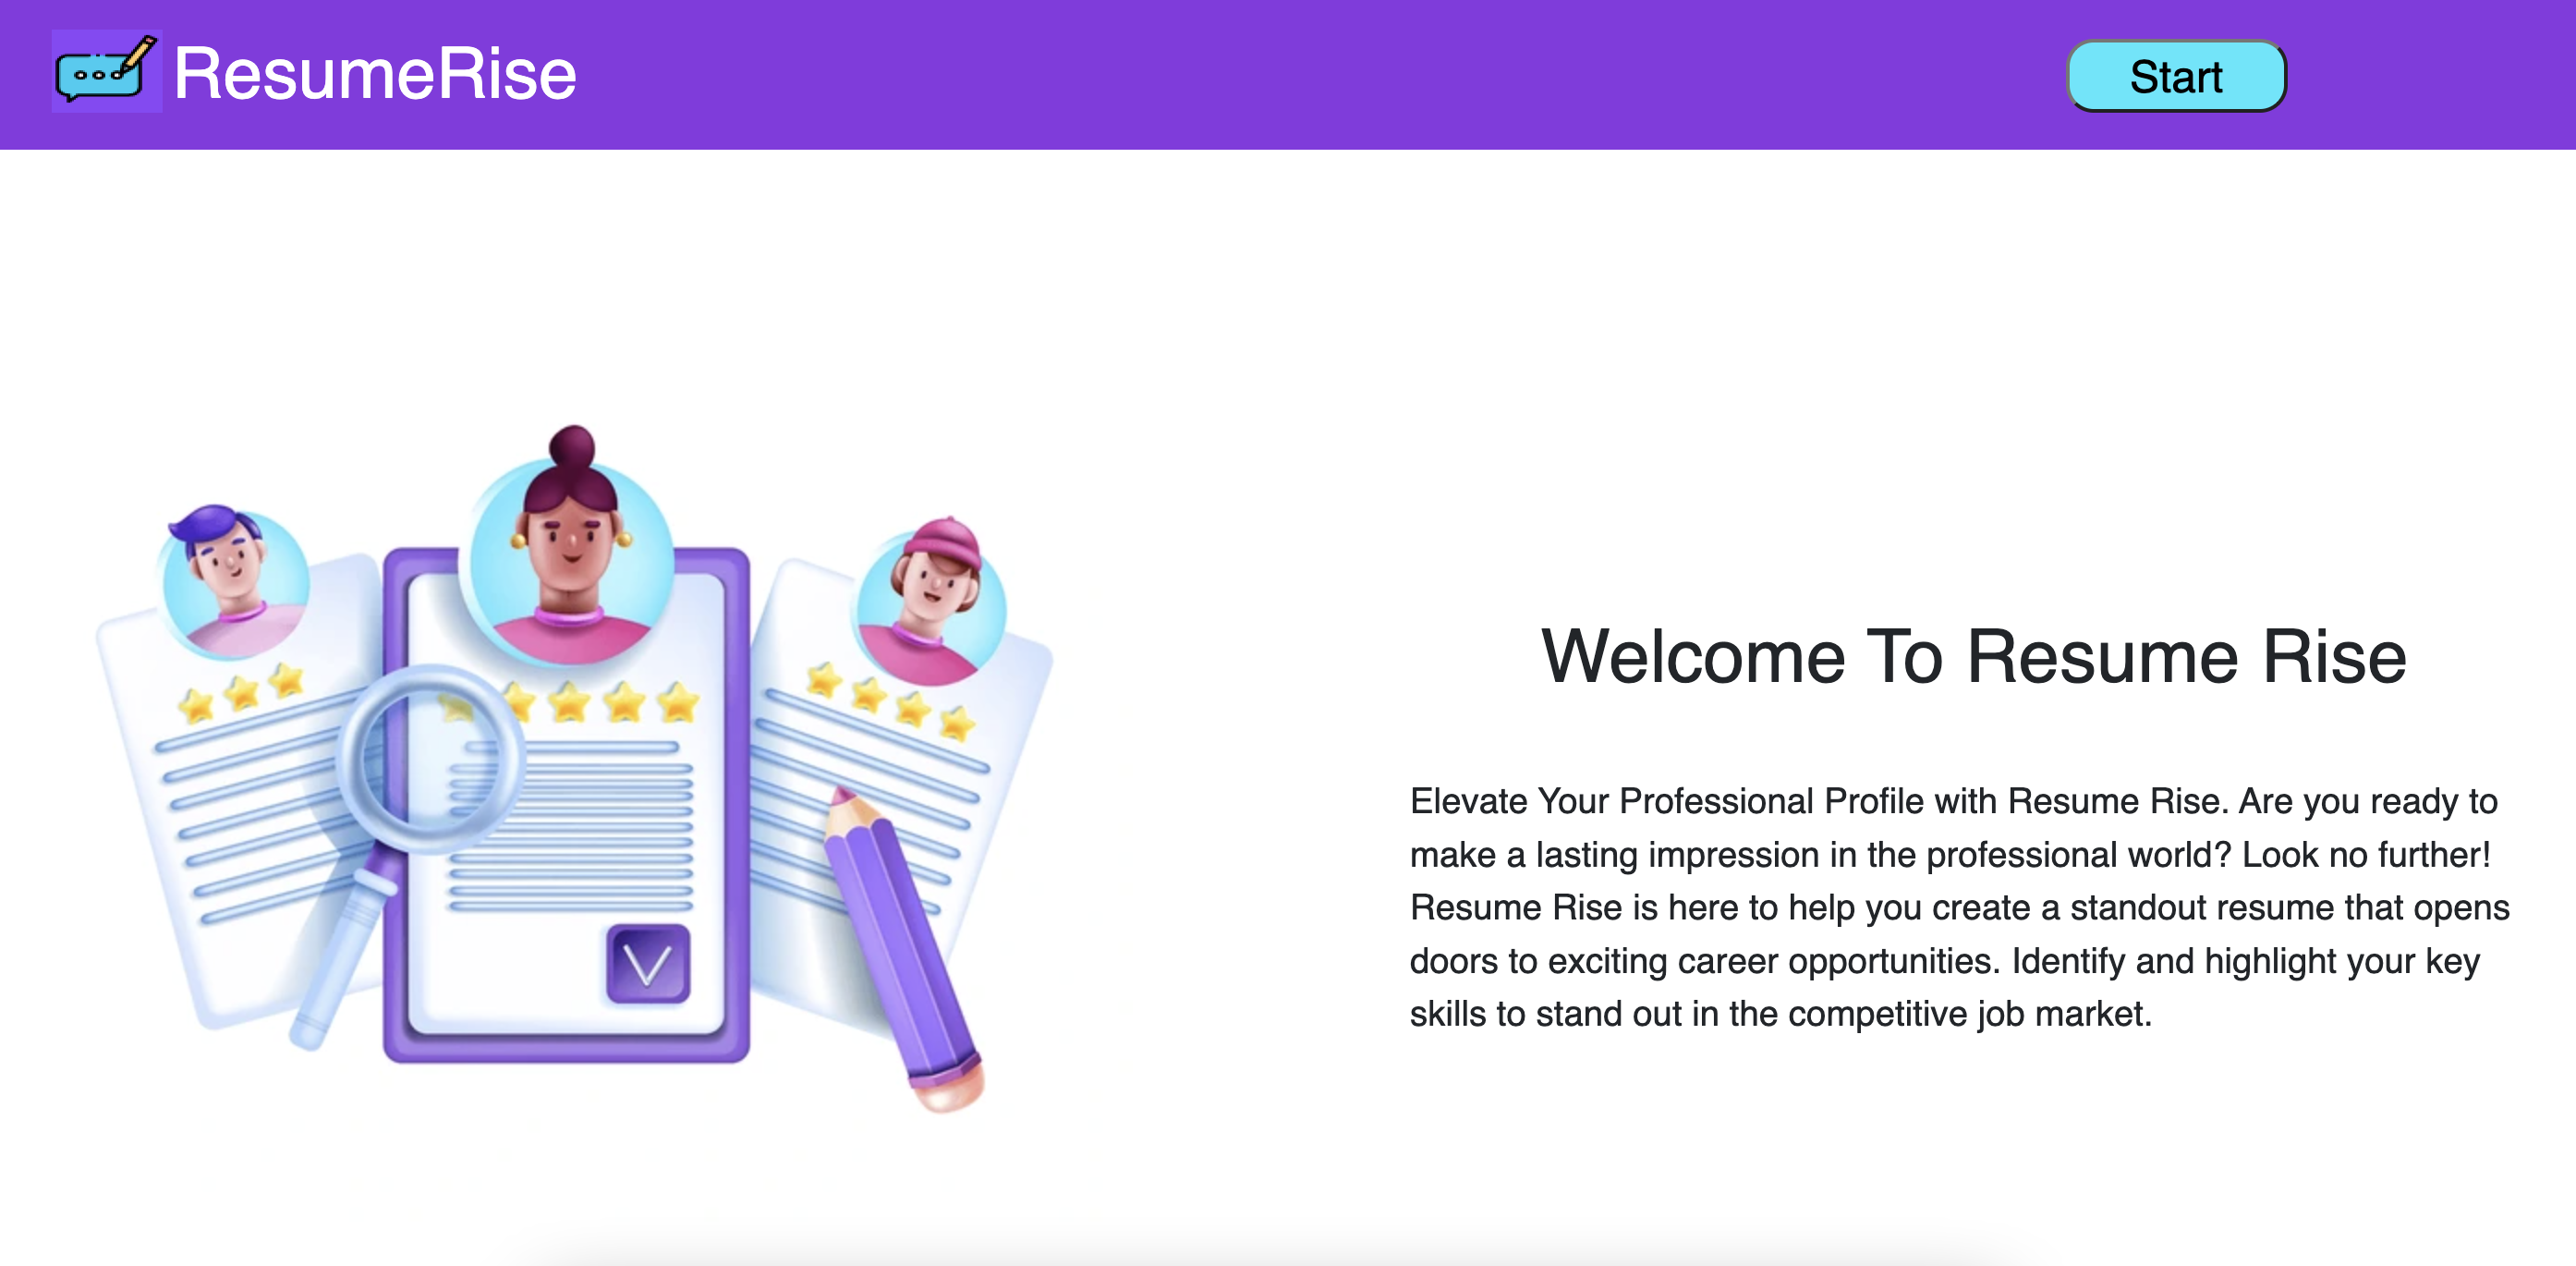 ResumeRise
Start
Welcome To Resume Rise
Elevate Your Professional Profile with Resume Rise. Are you ready to
make a lasting impression in the professional world? Look no further!
Resume Rise is here to help you create a standout resume that opens
doors to exciting career opportunities. Identify and highlight your key
skills to stand out in the competitive job market.